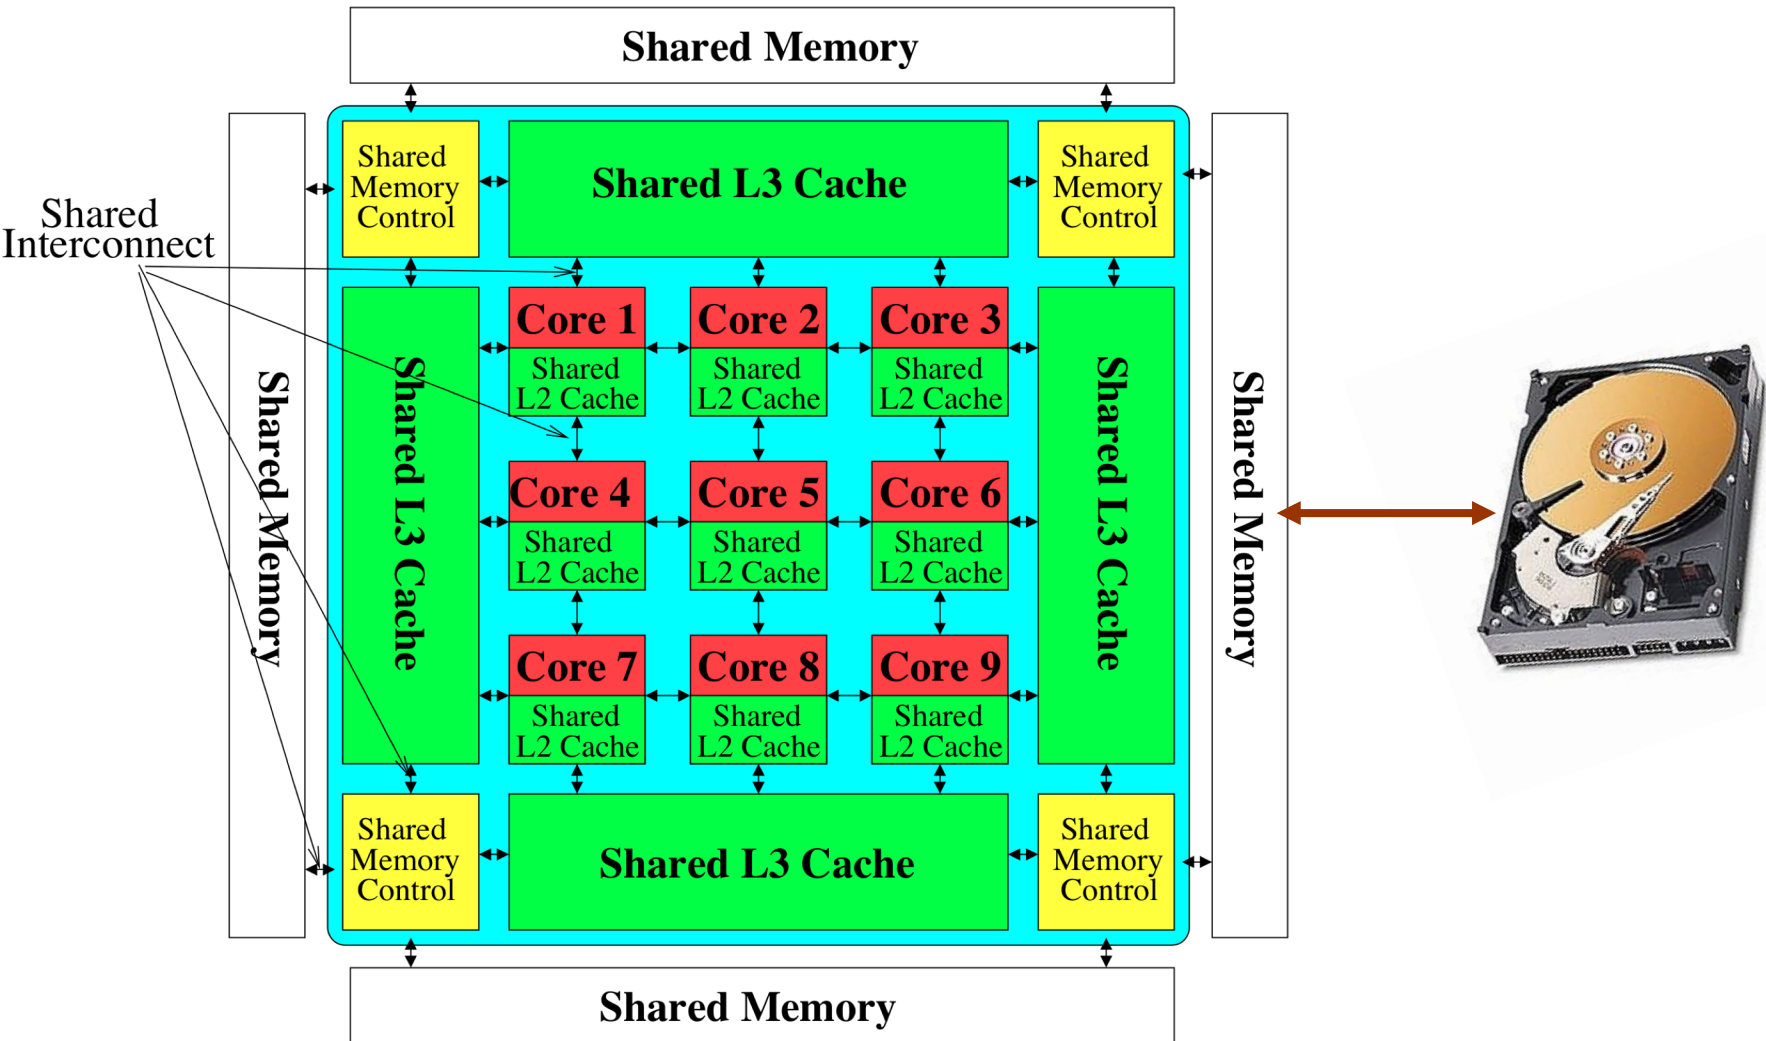 Shared Memory
Shared
Memory
Control
Shared L3 Cache
Shared
Memory
Control
Shared
Interconnect
Shared Memory
Shared L3 Cache
Core 1
Shared
L2 Cache
Core 2
Shared
L2 Cache
Core 3
Shared
L2 Cache
Core 4
Shared
L2 Cache
Core 5
Shared
L2 Cache
Core 6
Shared
L2 Cache
Core 7
Shared
L2 Cache
Core 8
Shared
L2 Cache
Core 9
Shared
L2 Cache
Shared L3 Cache
Shared Memory
Shared
Memory
Control
Shared L3 Cache
Shared
Memory
Control
Shared Memory